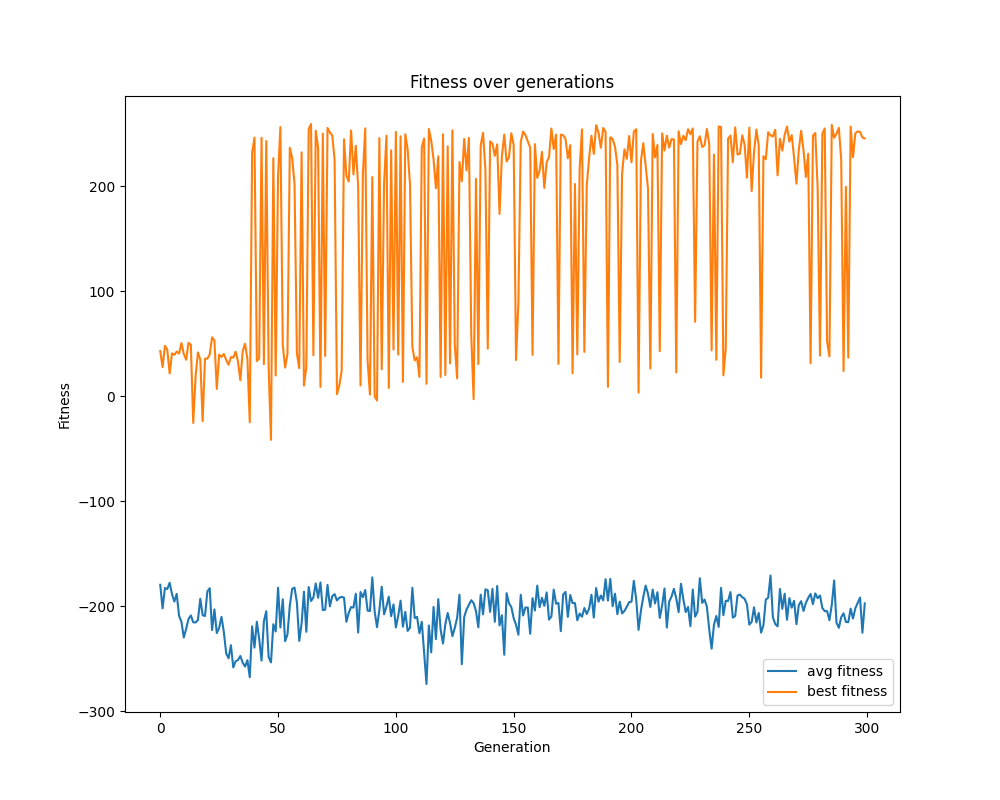 Fitness over generations
Fitness
200
100
0
−100
−200
−300
0 50 100 150 200 250 300
Generation
avg fitness
best fitness